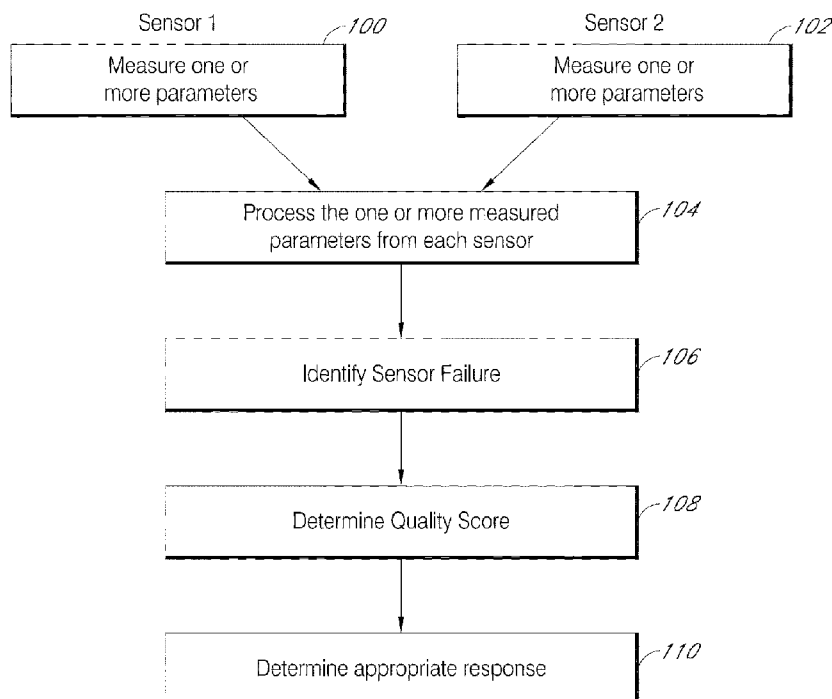 Sensor 1
100
Sensor 2
102
Measure one or
more parameters
Measure one or
more parameters
Process the one or more measured
parameters from each sensor
104
Identify Sensor Failure
106
Determine Quality Score
108
Determine appropriate response
110